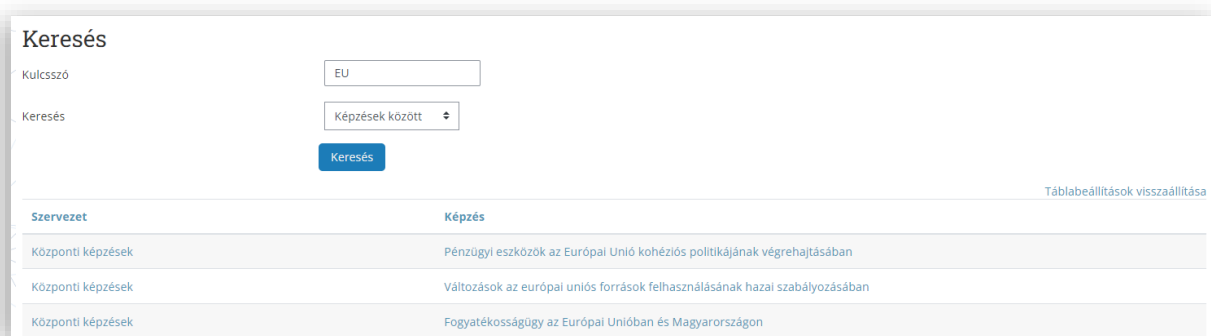 Keresés
Kulcsszó EU
Keresés Képzések között
Keresés
Táblabeállítások visszaállítása
Szervezet Képzés
Központi képzések Pénzügyi eszközök az Európai Unió kohéziós politikájának végrehajtásában
Központi képzések Változások az európai uniós források felhasználásának hazai szabályozásában
Központi képzések Fogyatékosságügy az Európai Unióban és Magyarországon